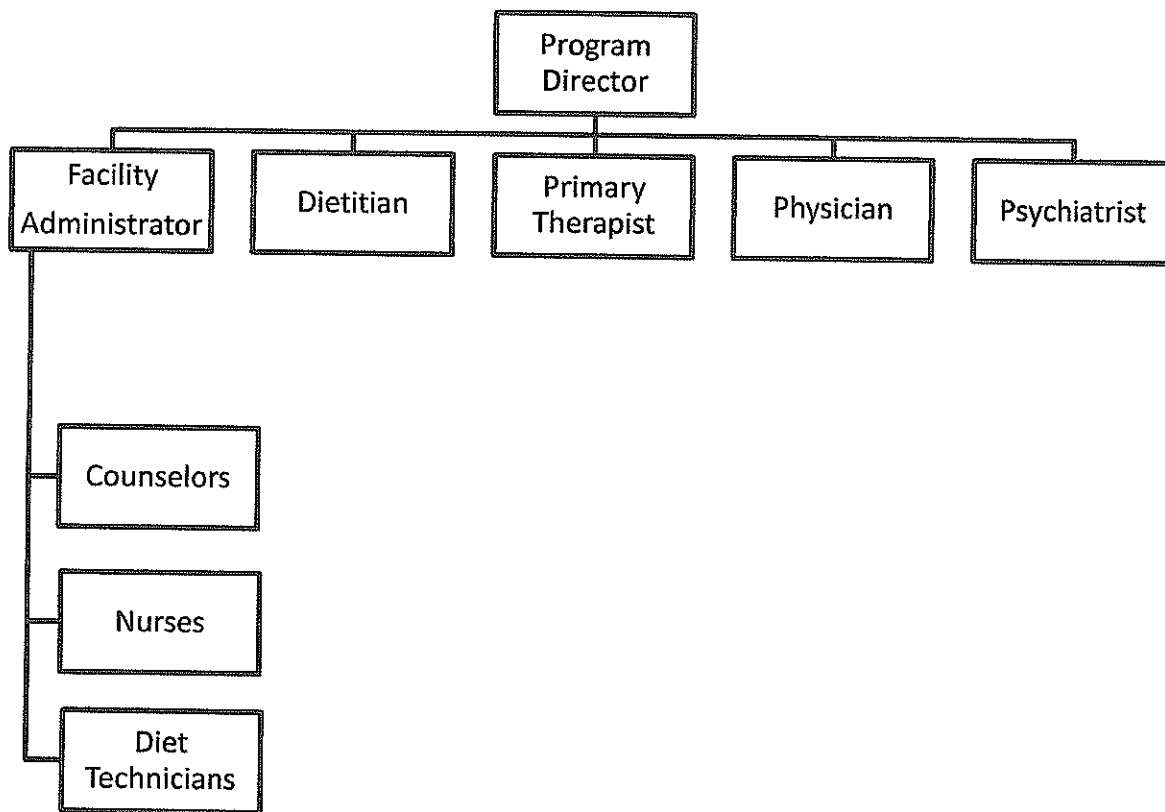 Program
Director
Facility
Administrator
Dietitian
Primary
Therapist
Physician
Psychiatrist
Counselors
Nurses
Diet
Technicians